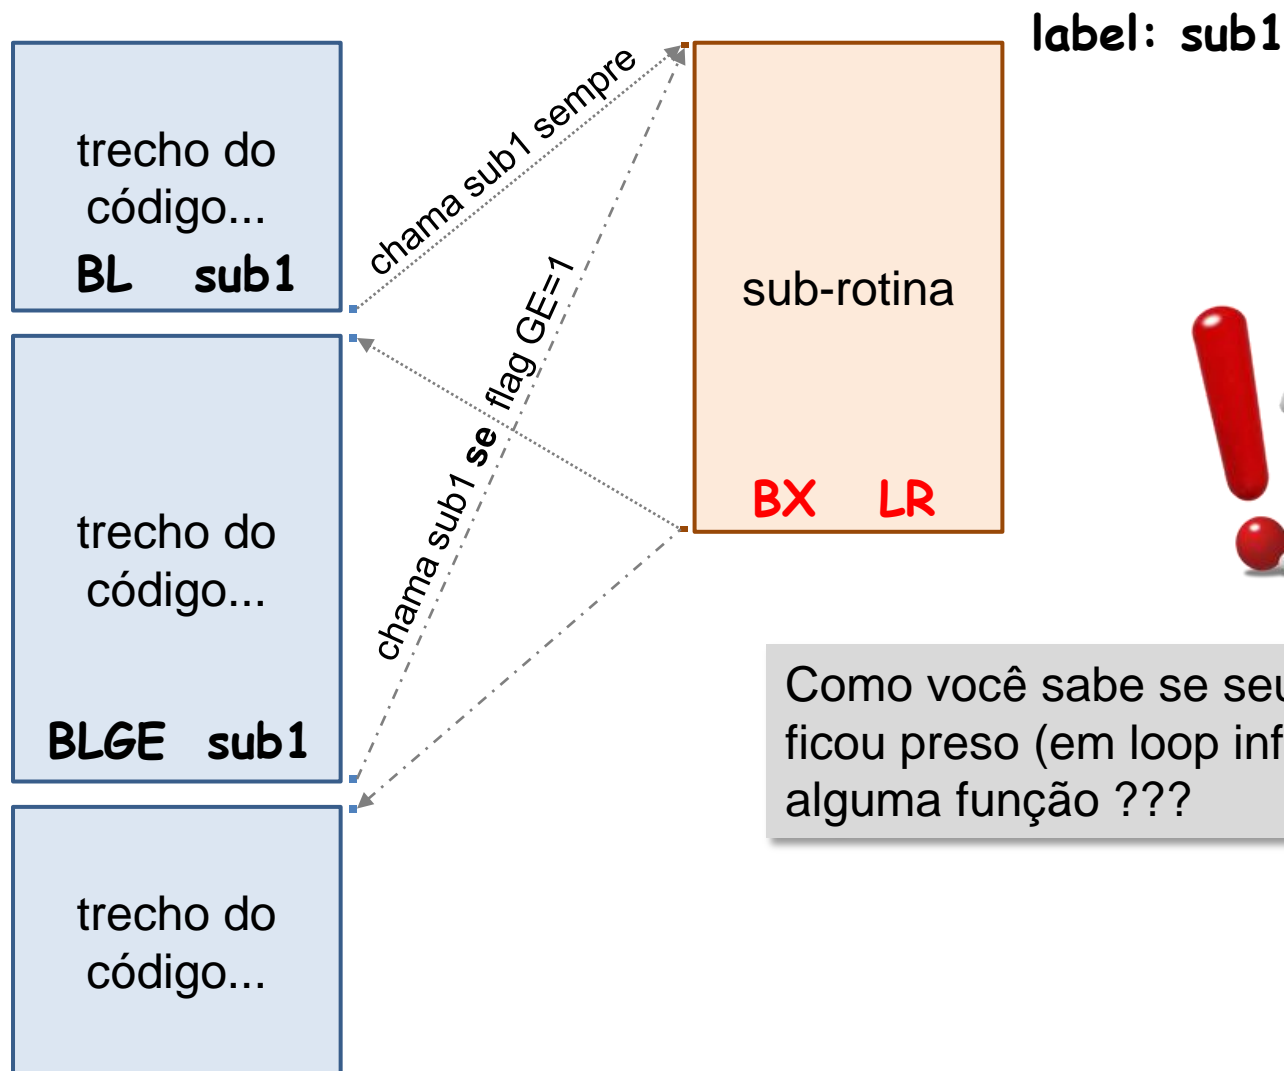 label: sub1
trecho do
código...
BL sub1
chama sub1 sempre
sub-rotina
BX LR
chama sub1 se flag GE=1
trecho do
código...
BLGE sub1
Como você sabe se seu
ficou preso (em loop inf
alguma função ???
trecho do
código...